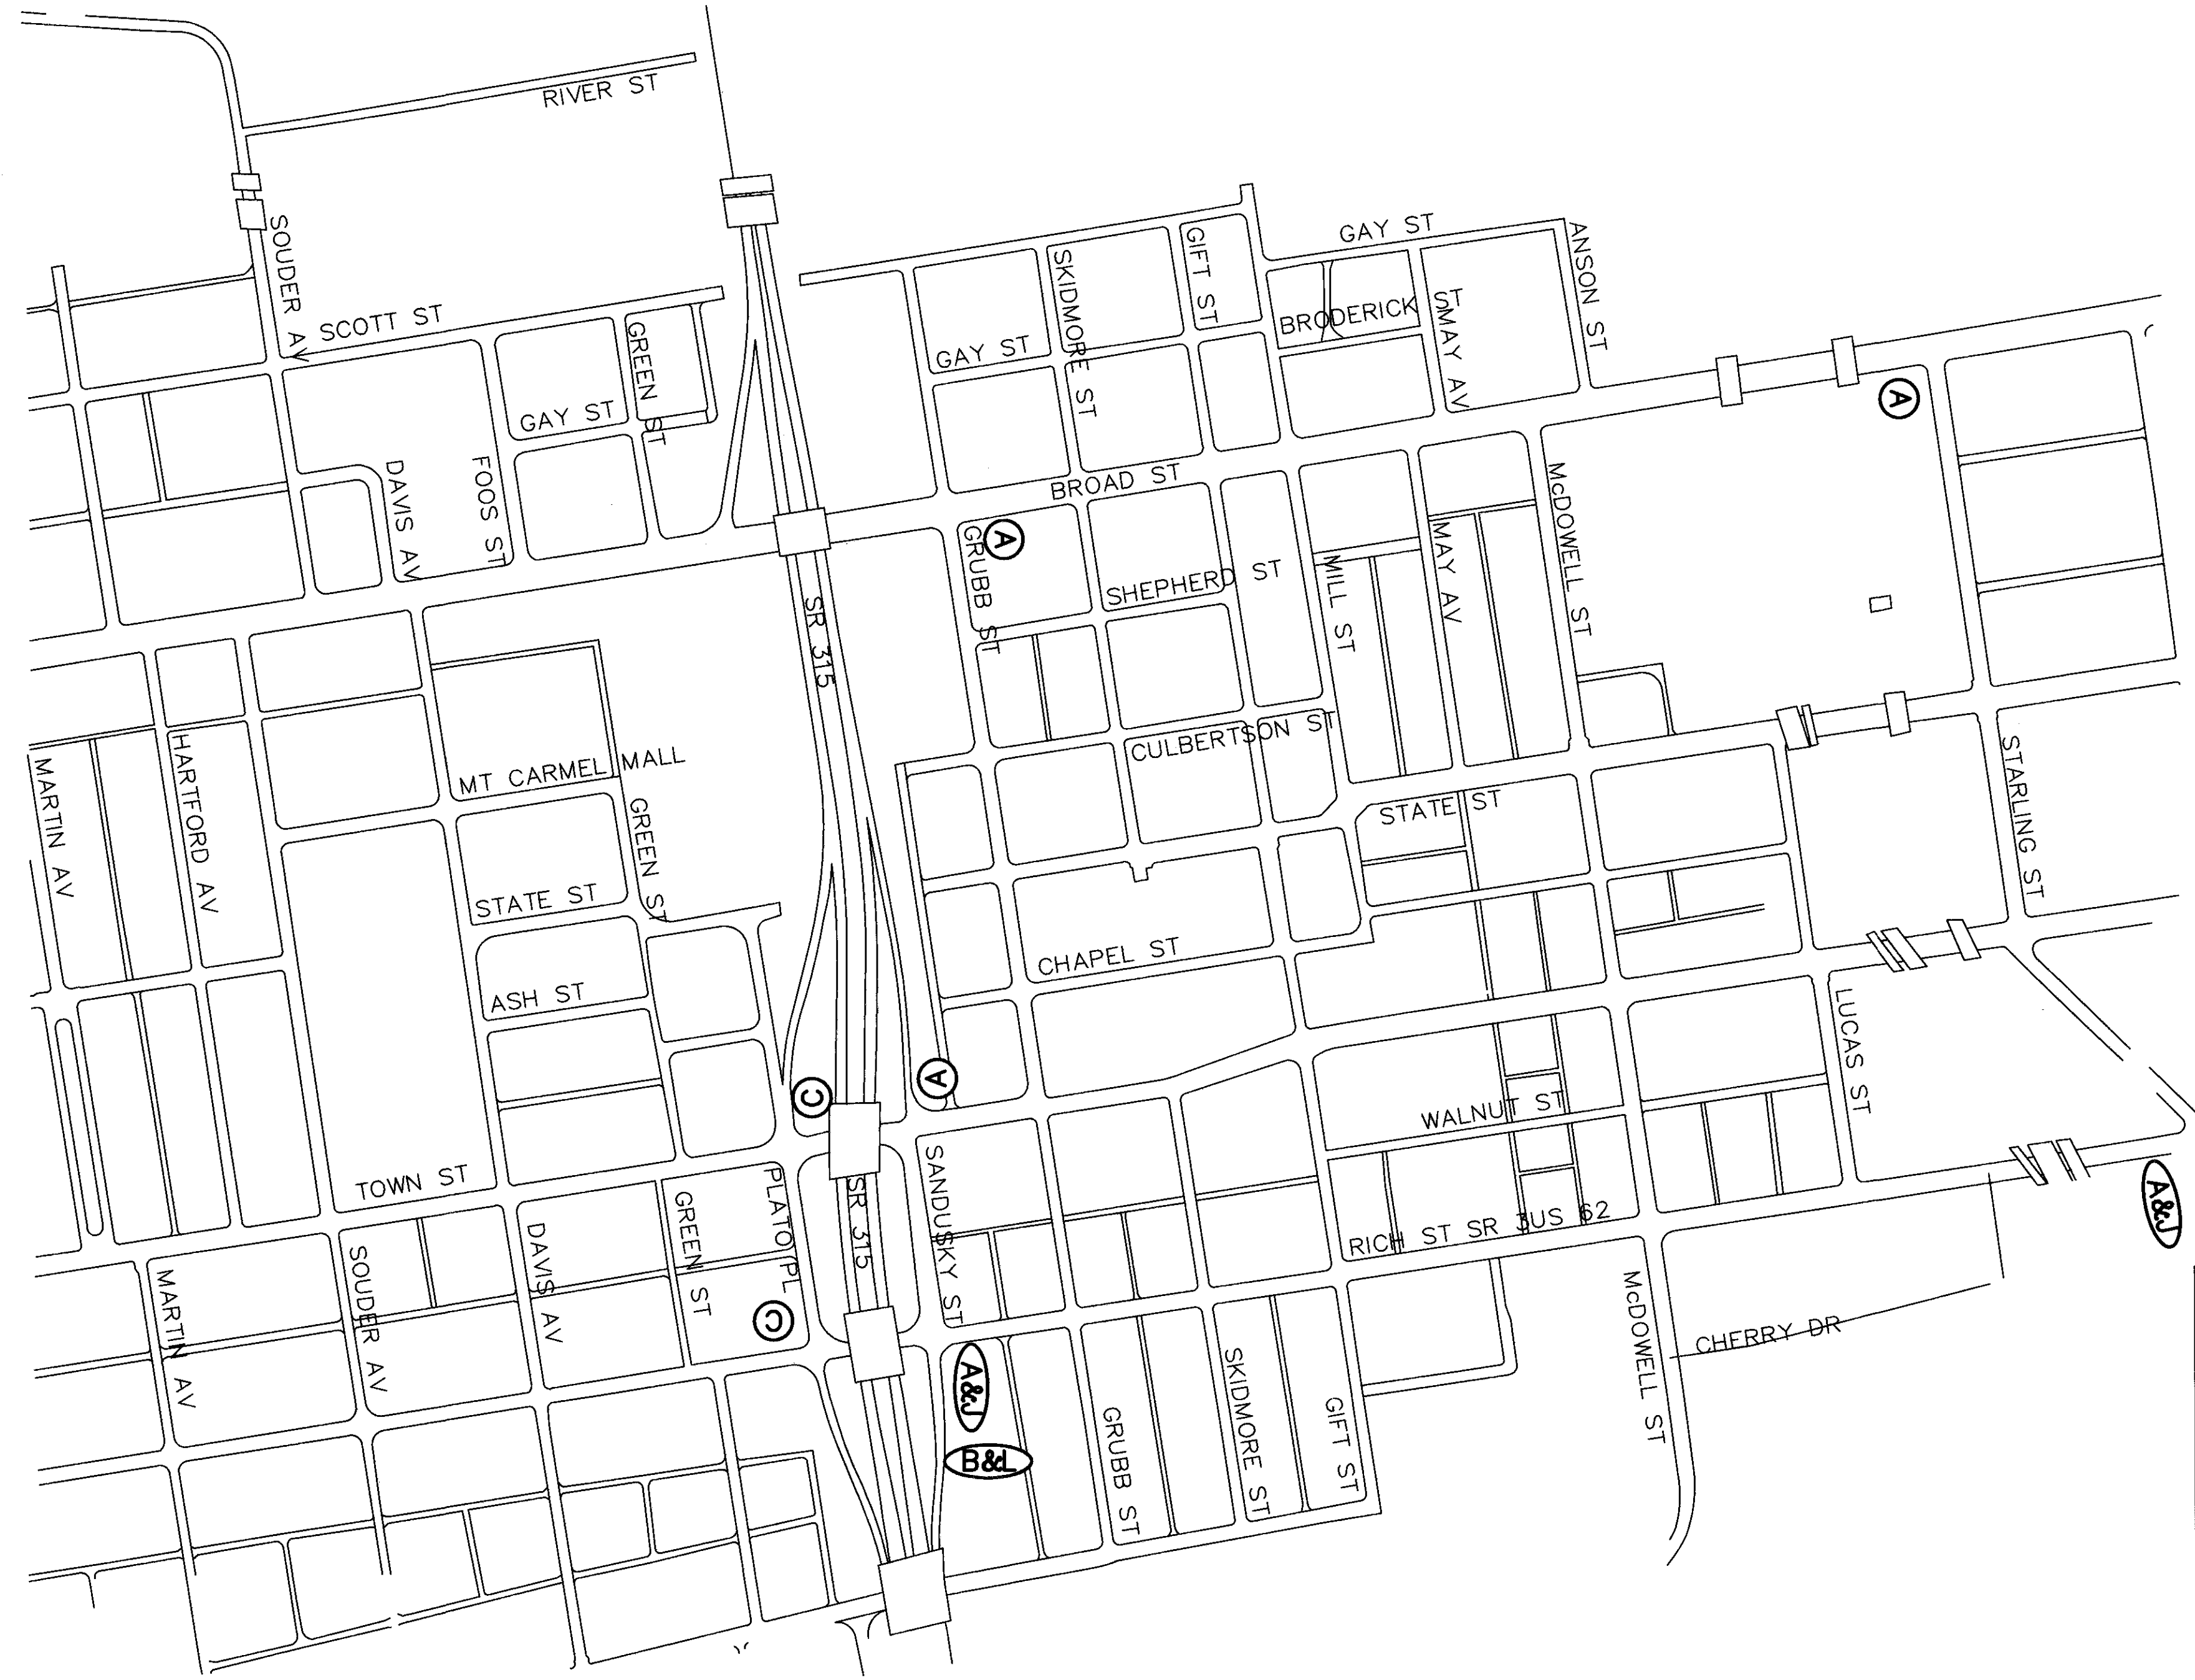 RIVER ST
SOUDER AV
SCOTT ST
GREEN ST
GAY ST
DAVIS AV
FOOS ST
GAY ST
SKIDMORE ST
GIFT ST
GAY ST
BRODERICK ST
MAY AV
ANSON ST
A
BROAD ST
GRUBB ST
A
SHEPHERD ST
MILL ST
MAY AV
McDOWELL ST
SR 315
MARTIN AV
HARTFORD AV
MT CARMEL MALL
GREEN ST
CULBERTSON ST
STATE ST
STARLING ST
STATE ST
ASH ST
CHAPEL ST
LUCAS ST
C
A
WALNUT ST
TOWN ST
PLATO PL
SR 315
SANDUSKY ST
RICH ST SR 3US 62
A&J
MARTIN AV
SOUDER AV
DAVIS AV
GREEN ST
C
A&J
B&L
GRUBB ST
SKIDMORE ST
GIFT ST
McDOWELL ST
CHERRY DR